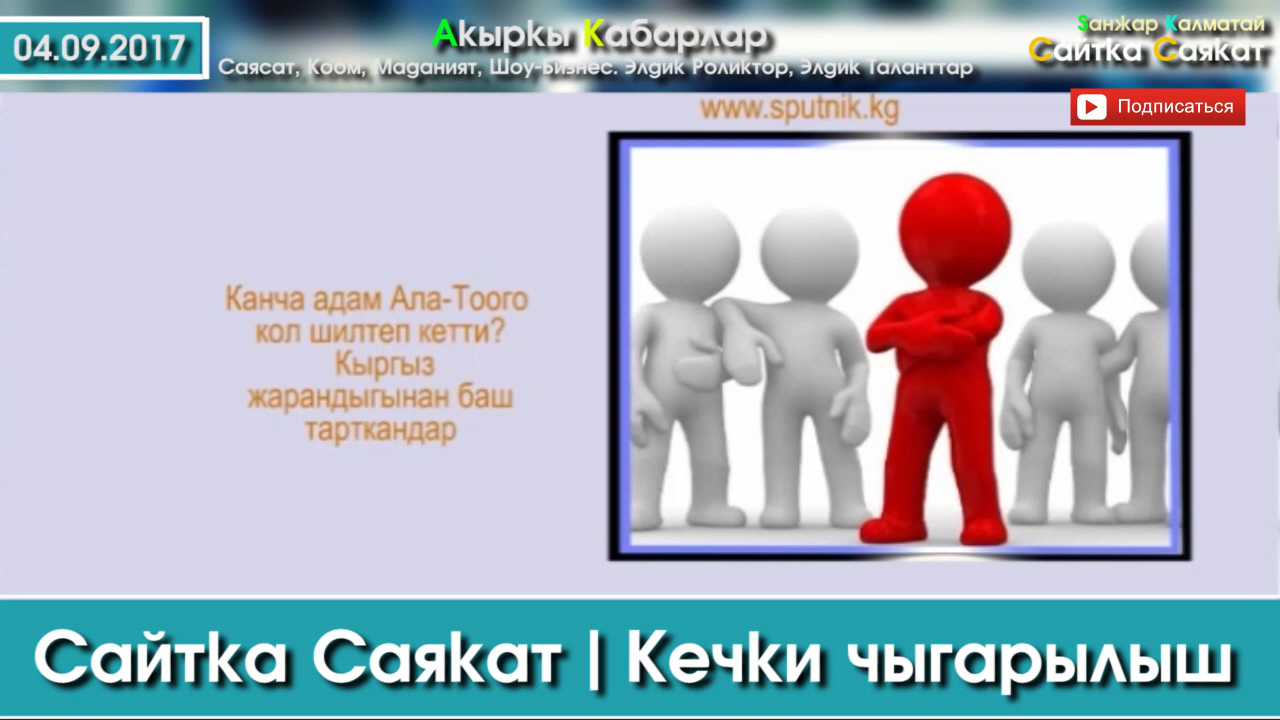 04.09.2017
Акыркы Кабарлар
Саясат, Коом, Маданият, Шоу-Бизнес. Элдик Роликтор, Элдик Таланттар
Sанжар Калматай
Сайтка Саякат
www.sputnik.kg
Подписаться
Канча адам Ала-Тоого
кол шилтеп кетти?
Кыргыз
жарандыгынан баш
тарткандар
Сайтка Саякат | Кечки чыгарылыш